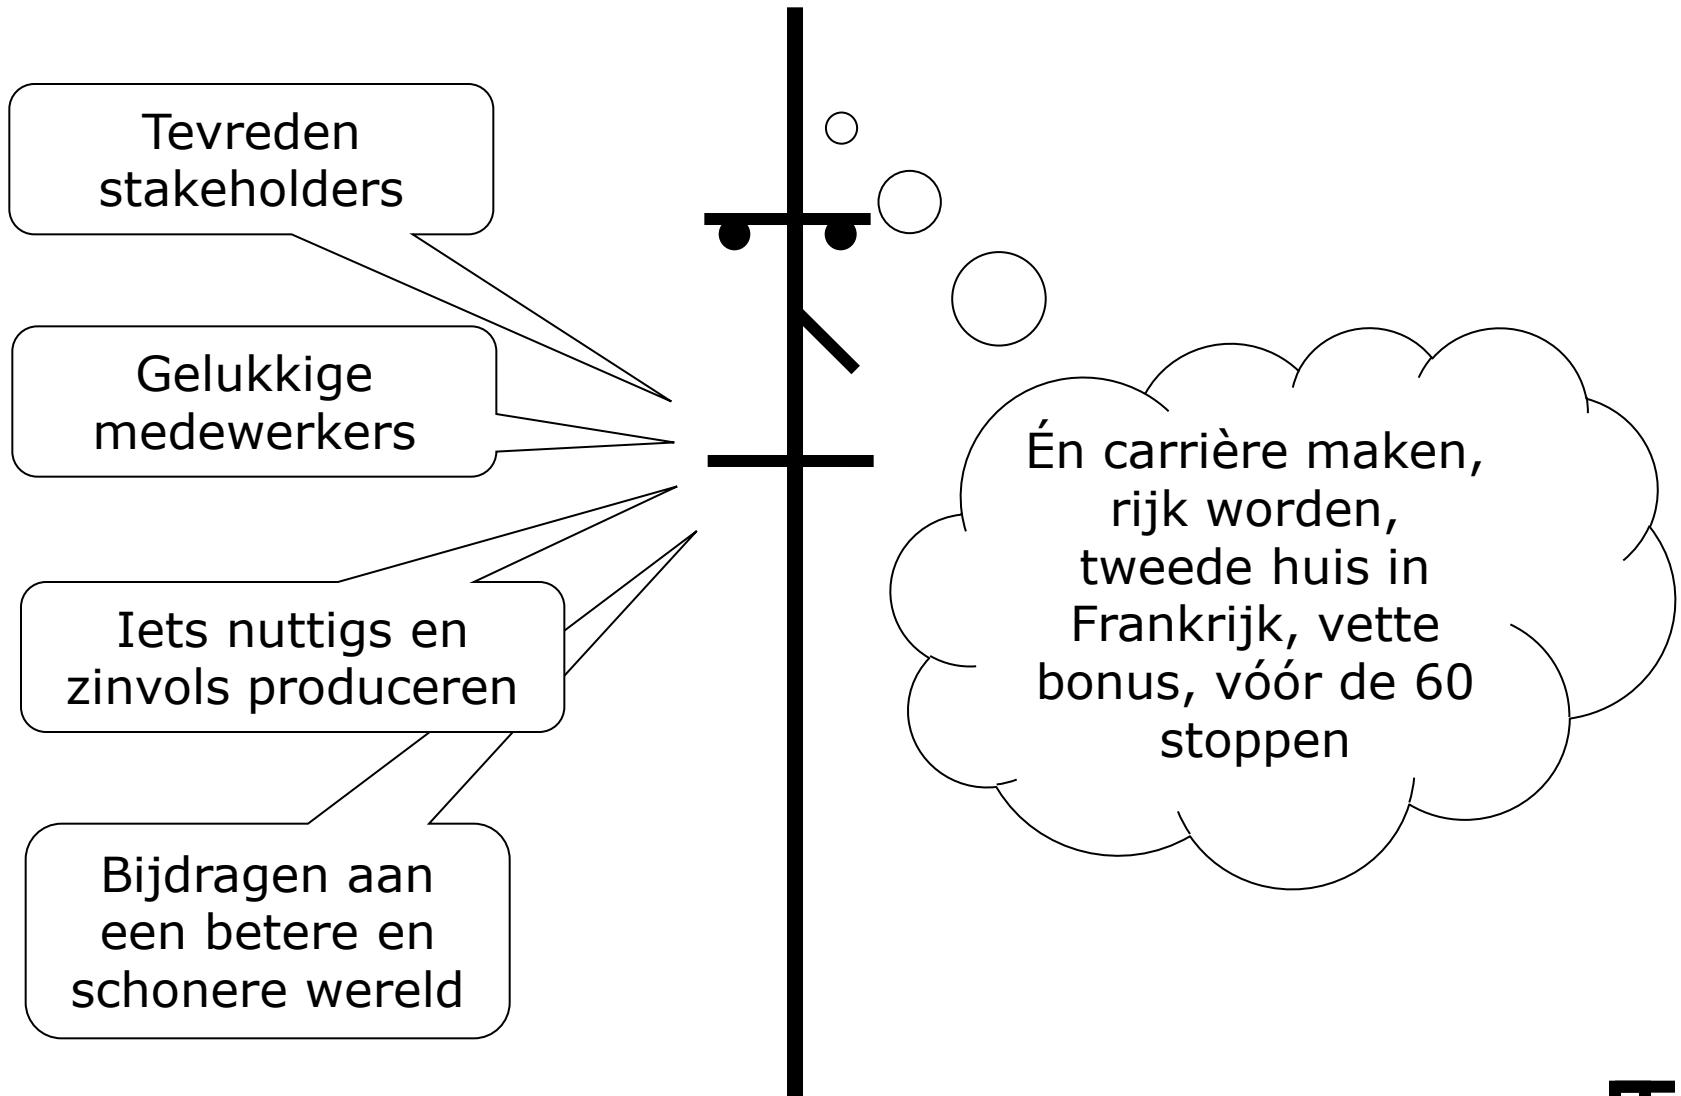 Tevreden
stakeholders
Gelukkige
medewerkers
Iets nuttigs en
zinvols produceren
Bijdragen aan
een betere en
schonere wereld
Én carrière maken,
rijk worden,
tweede huis in
Frankrijk, vette
bonus, vóór de 60
stoppen